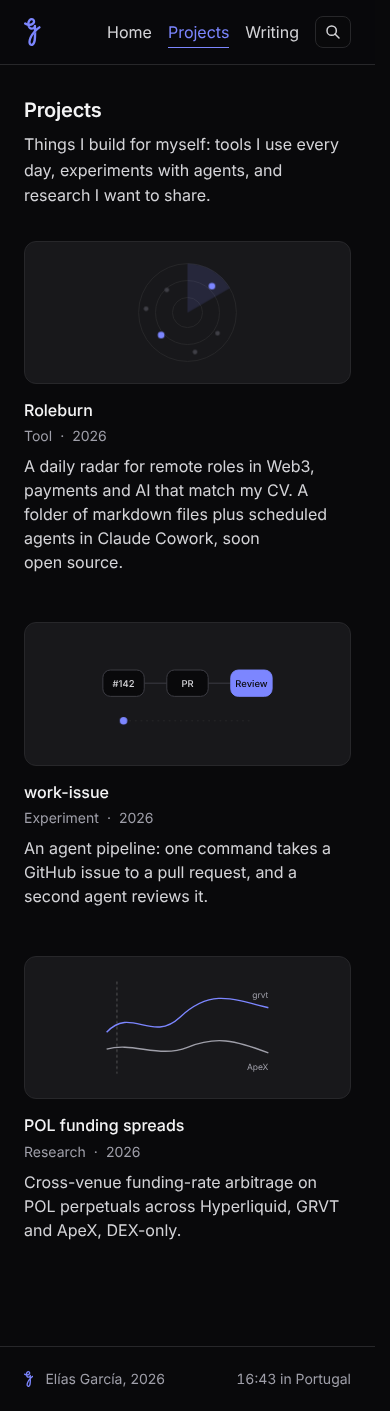 Home Projects Writing
Projects
Things I build for myself: tools I use every
day, experiments with agents, and
research I want to share.
Roleburn
Tool · 2026
A daily radar for remote roles in Web3,
payments and AI that match my CV. A
folder of markdown files plus scheduled
agents in Claude Cowork, soon
open source.
#142 PR Review
work-issue
Experiment · 2026
An agent pipeline: one command takes a
GitHub issue to a pull request, and a
second agent reviews it.
grvt
ApeX
POL funding spreads
Research · 2026
Cross-venue funding-rate arbitrage on
POL perpetuals across Hyperliquid, GRVT
and ApeX, DEX-only.
Elías García, 2026 16:43 in Portugal